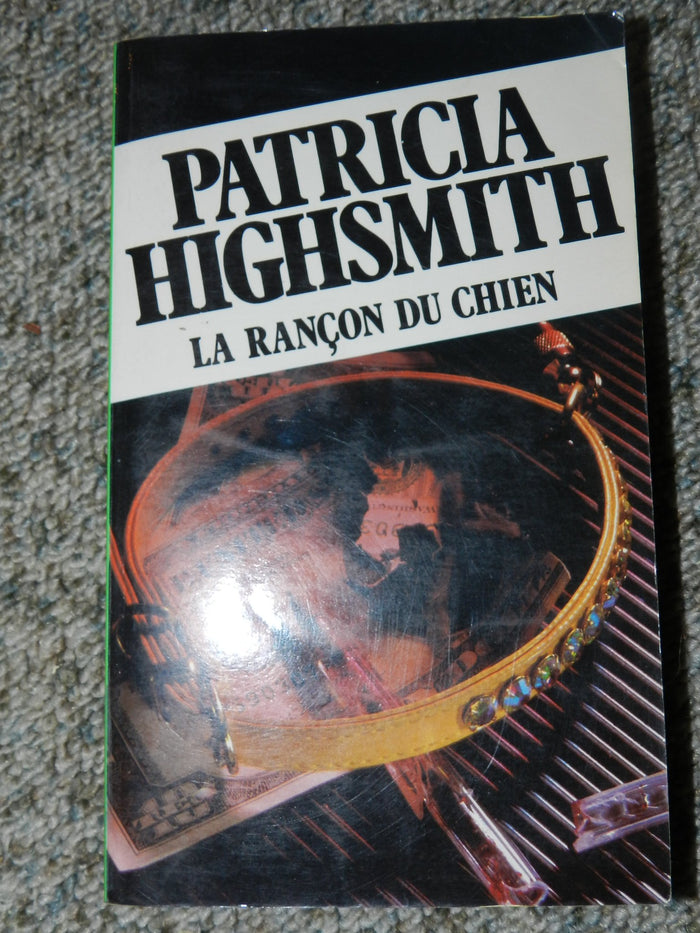 PATRICIA
HIGHSMITH
LA RANÇON DU CHIEN